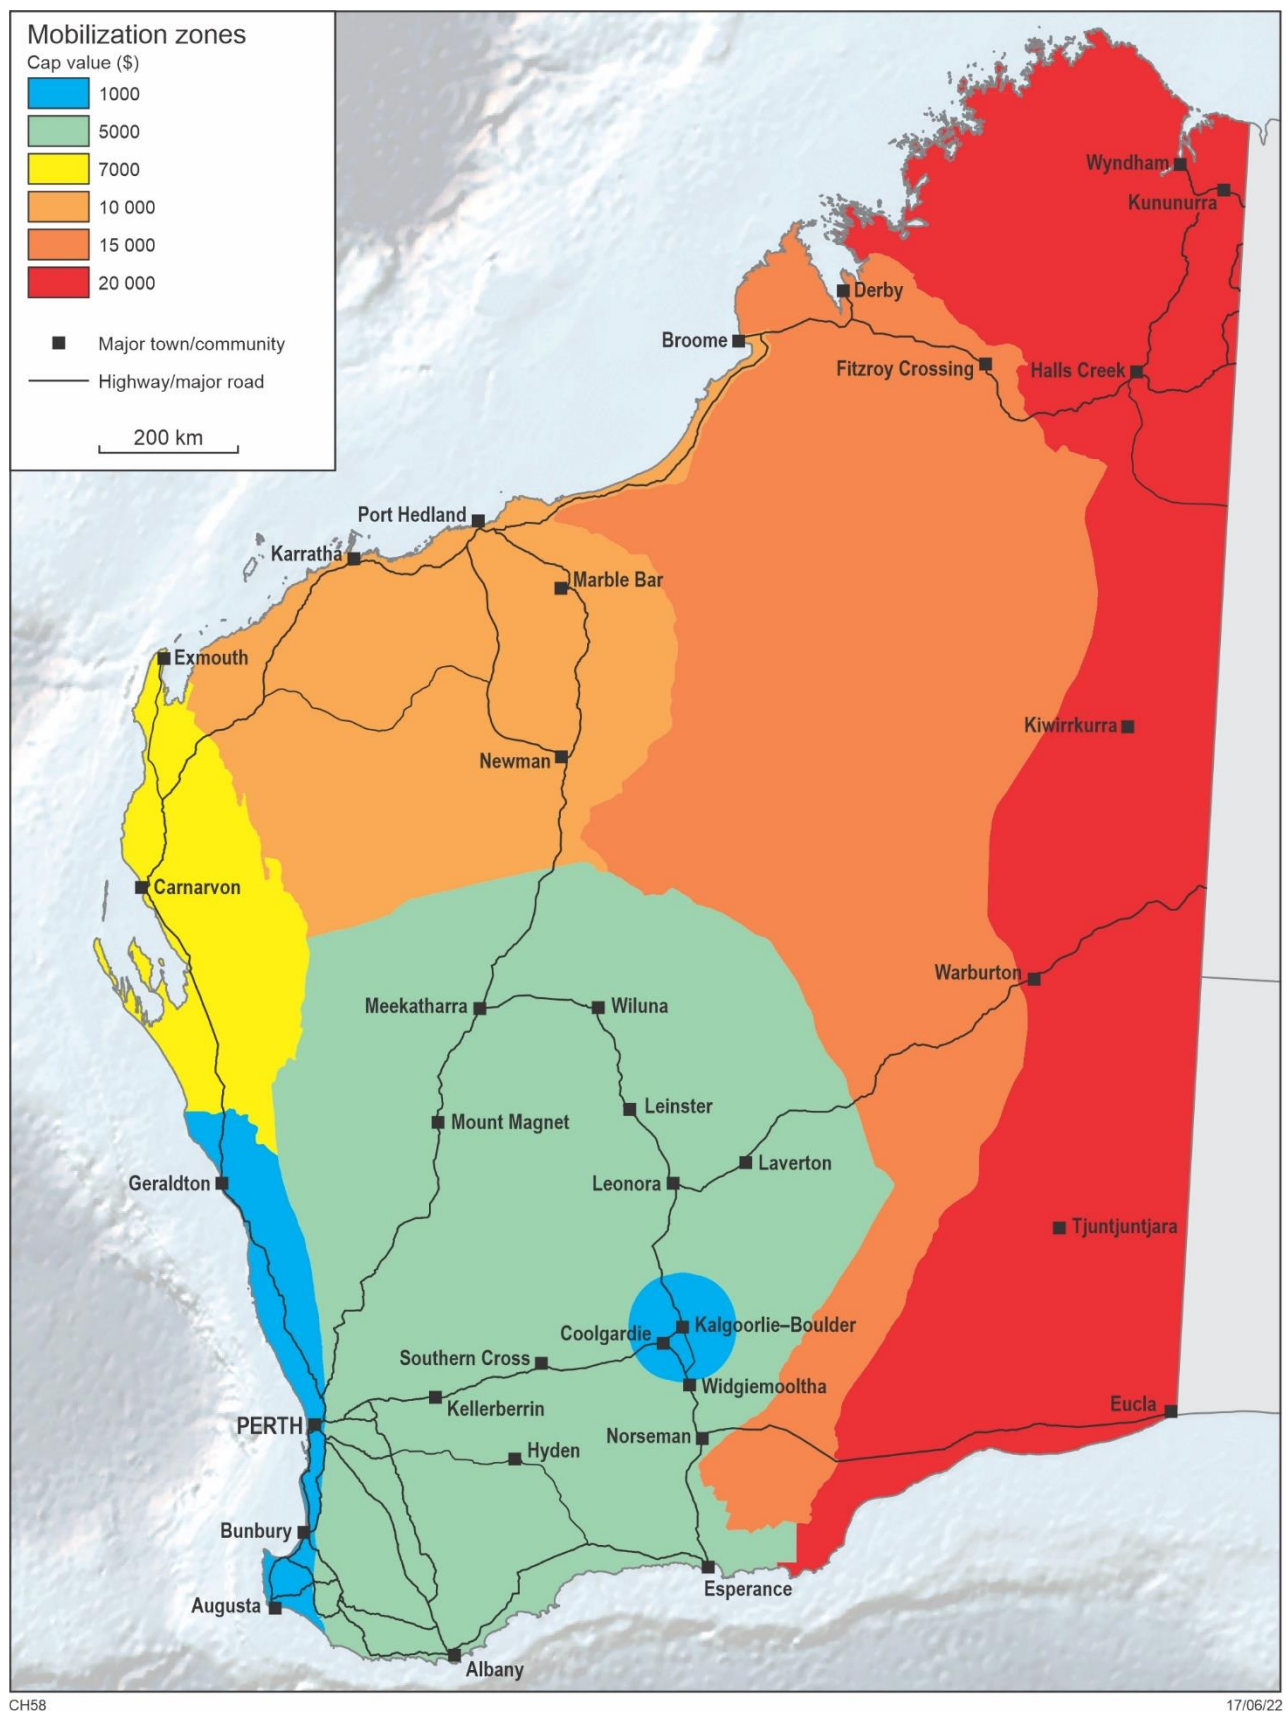 Mobilization zones
Cap value ($)
1000
5000
7000
10 000
15 000
20 000
Major town/community
Highway/major road
200 km
Wyndham
Kununurra
Derby
Broome
Fitzroy Crossing
Halls Creek
Port Hedland
Karratha
Marble Bar
Exmouth
Kiwirrkurra
Newman
Carnarvon
Warburton
Meekatharra
Wiluna
Leinster
Mount Magnet
Laverton
Geraldton
Leonora
Tjuntjuntjara
Kalgoorlie–Boulder
Coolgardie
Southern Cross
Widgiemooltha
Kellerberrin
Eucla
PERTH
Norseman
Hyden
Bunbury
Esperance
Augusta
Albany
CH58
17/06/22